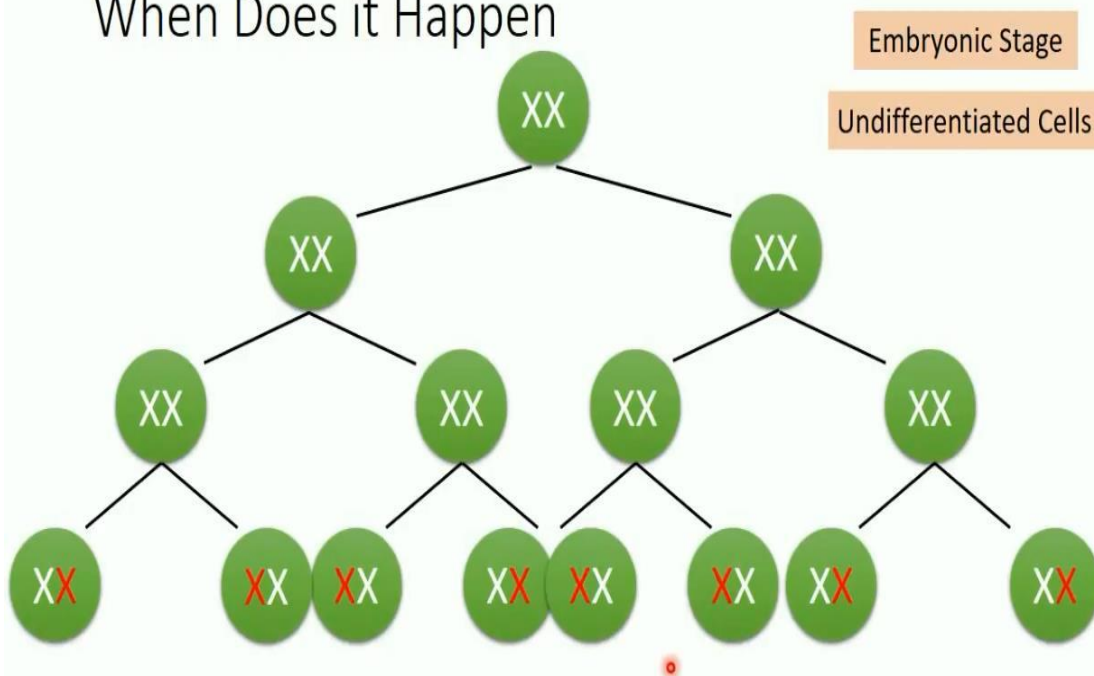 When Does it Happen
Embryonic Stage
Undifferentiated Cells
XX
XX XX
XX XX XX XX
XX XX XX XX XX XX XX XX